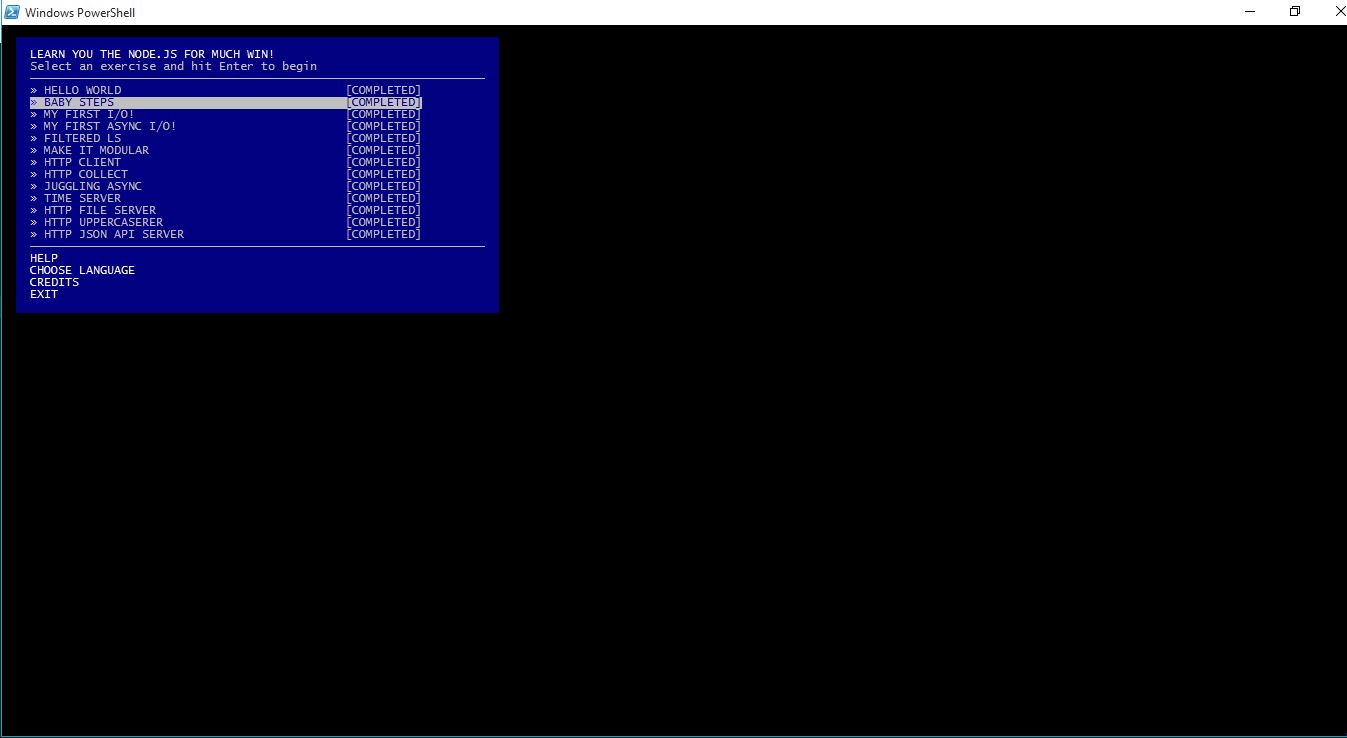 Windows PowerShell
LEARN YOU THE NODE.JS FOR MUCH WIN!
Select an exercise and hit Enter to begin
» HELLO WORLD [COMPLETED]
» BABY STEPS [COMPLETED]
» MY FIRST I/O! [COMPLETED]
» MY FIRST ASYNC I/O! [COMPLETED]
» FILTERED LS [COMPLETED]
» MAKE IT MODULAR [COMPLETED]
» HTTP CLIENT [COMPLETED]
» HTTP COLLECT [COMPLETED]
» JUGGLING ASYNC [COMPLETED]
» TIME SERVER [COMPLETED]
» HTTP FILE SERVER [COMPLETED]
» HTTP UPPERCASERER [COMPLETED]
» HTTP JSON API SERVER [COMPLETED]
HELP
CHOOSE LANGUAGE
CREDITS
EXIT